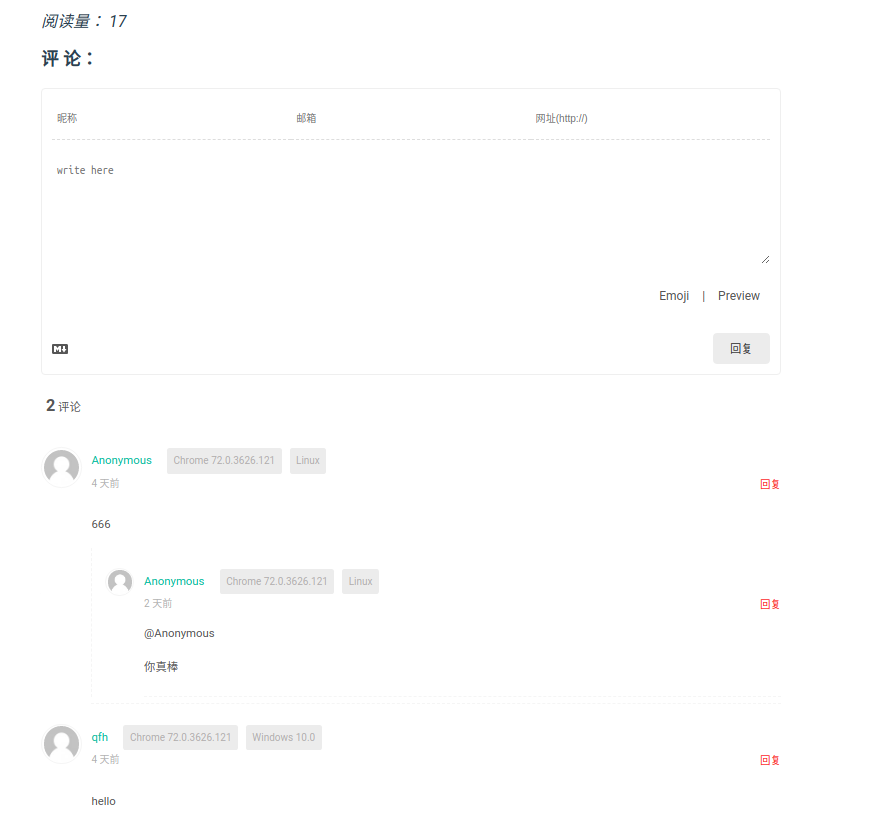 阅读量： 17
评 论：
昵称 邮箱 网址(http://)
write here
Emoji | Preview
M↓ 回复
2 评论
Anonymous Chrome 72.0.3626.121 Linux
4 天前 回复
666
Anonymous Chrome 72.0.3626.121 Linux
2 天前 回复
@Anonymous
你真棒
qfh Chrome 72.0.3626.121 Windows 10.0
4 天前 回复
hello